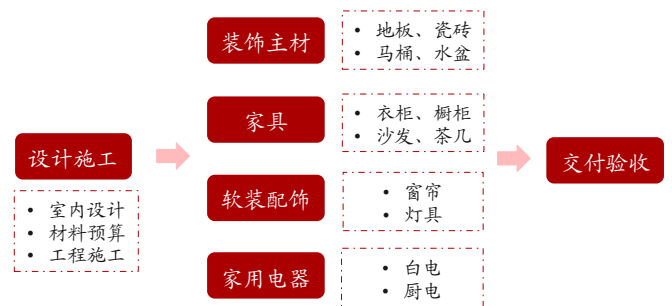 设计施工
• 室内设计
• 材料预算
• 工程施工
装饰主材
• 地板、瓷砖
• 马桶、水盆
家具
• 衣柜、橱柜
• 沙发、茶几
软装配饰
• 窗帘
• 灯具
家用电器
• 白电
• 厨电
交付验收